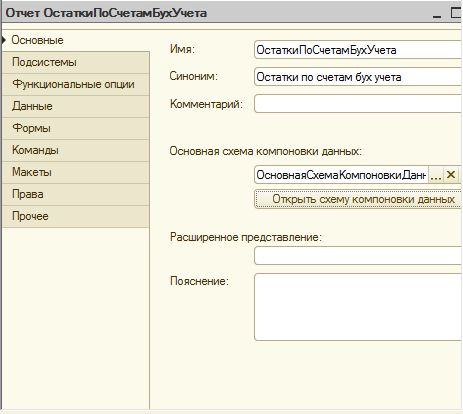 Отчет ОстаткиПоСчетамБухУчета
Основные
Подсистемы
Функциональные опции
Данные
Формы
Команды
Макеты
Права
Прочее
Имя: ОстаткиПоСчетамБухУчета
Синоним: Остатки по счетам бух учета
Комментарий:
Основная схема компоновки данных:
ОсновнаяСхемаКомпоновкиДанн ...
Открыть схему компоновки данных
Расширенное представление:
Пояснение: